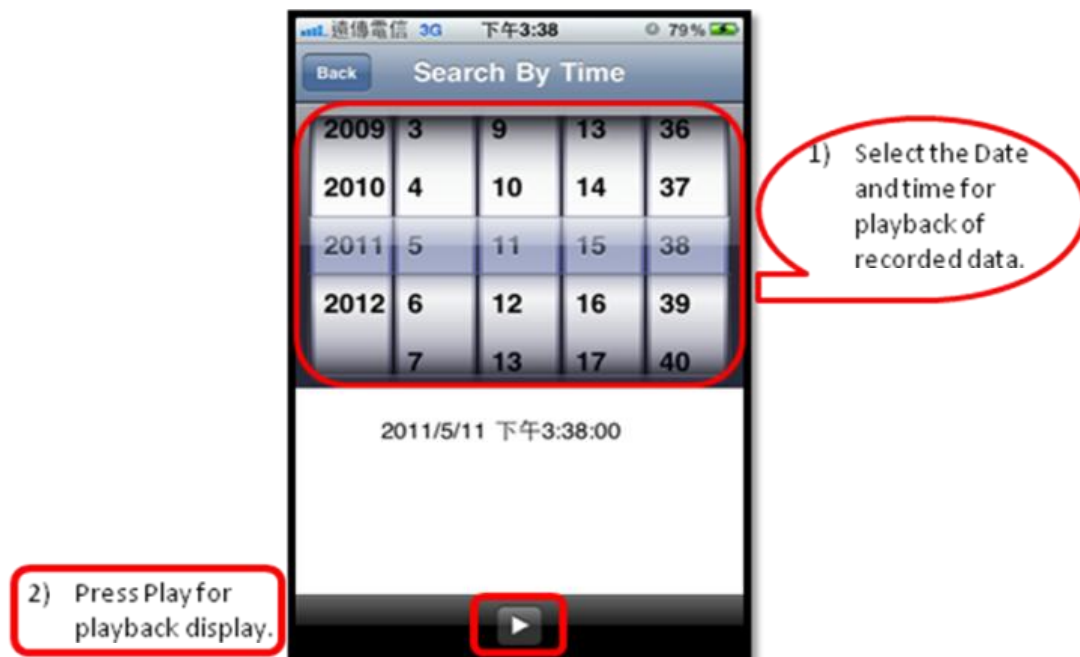 遠傳電信 3G 下午3:38 79%
Back Search By Time
2009 3 9 13 36
2010 4 10 14 37
2011 5 11 15 38
2012 6 12 16 39
7 13 17 40
2011/5/11 下午3:38:00
1) Select the Date
and time for
playback of
recorded data.
2) Press Play for
playback display.